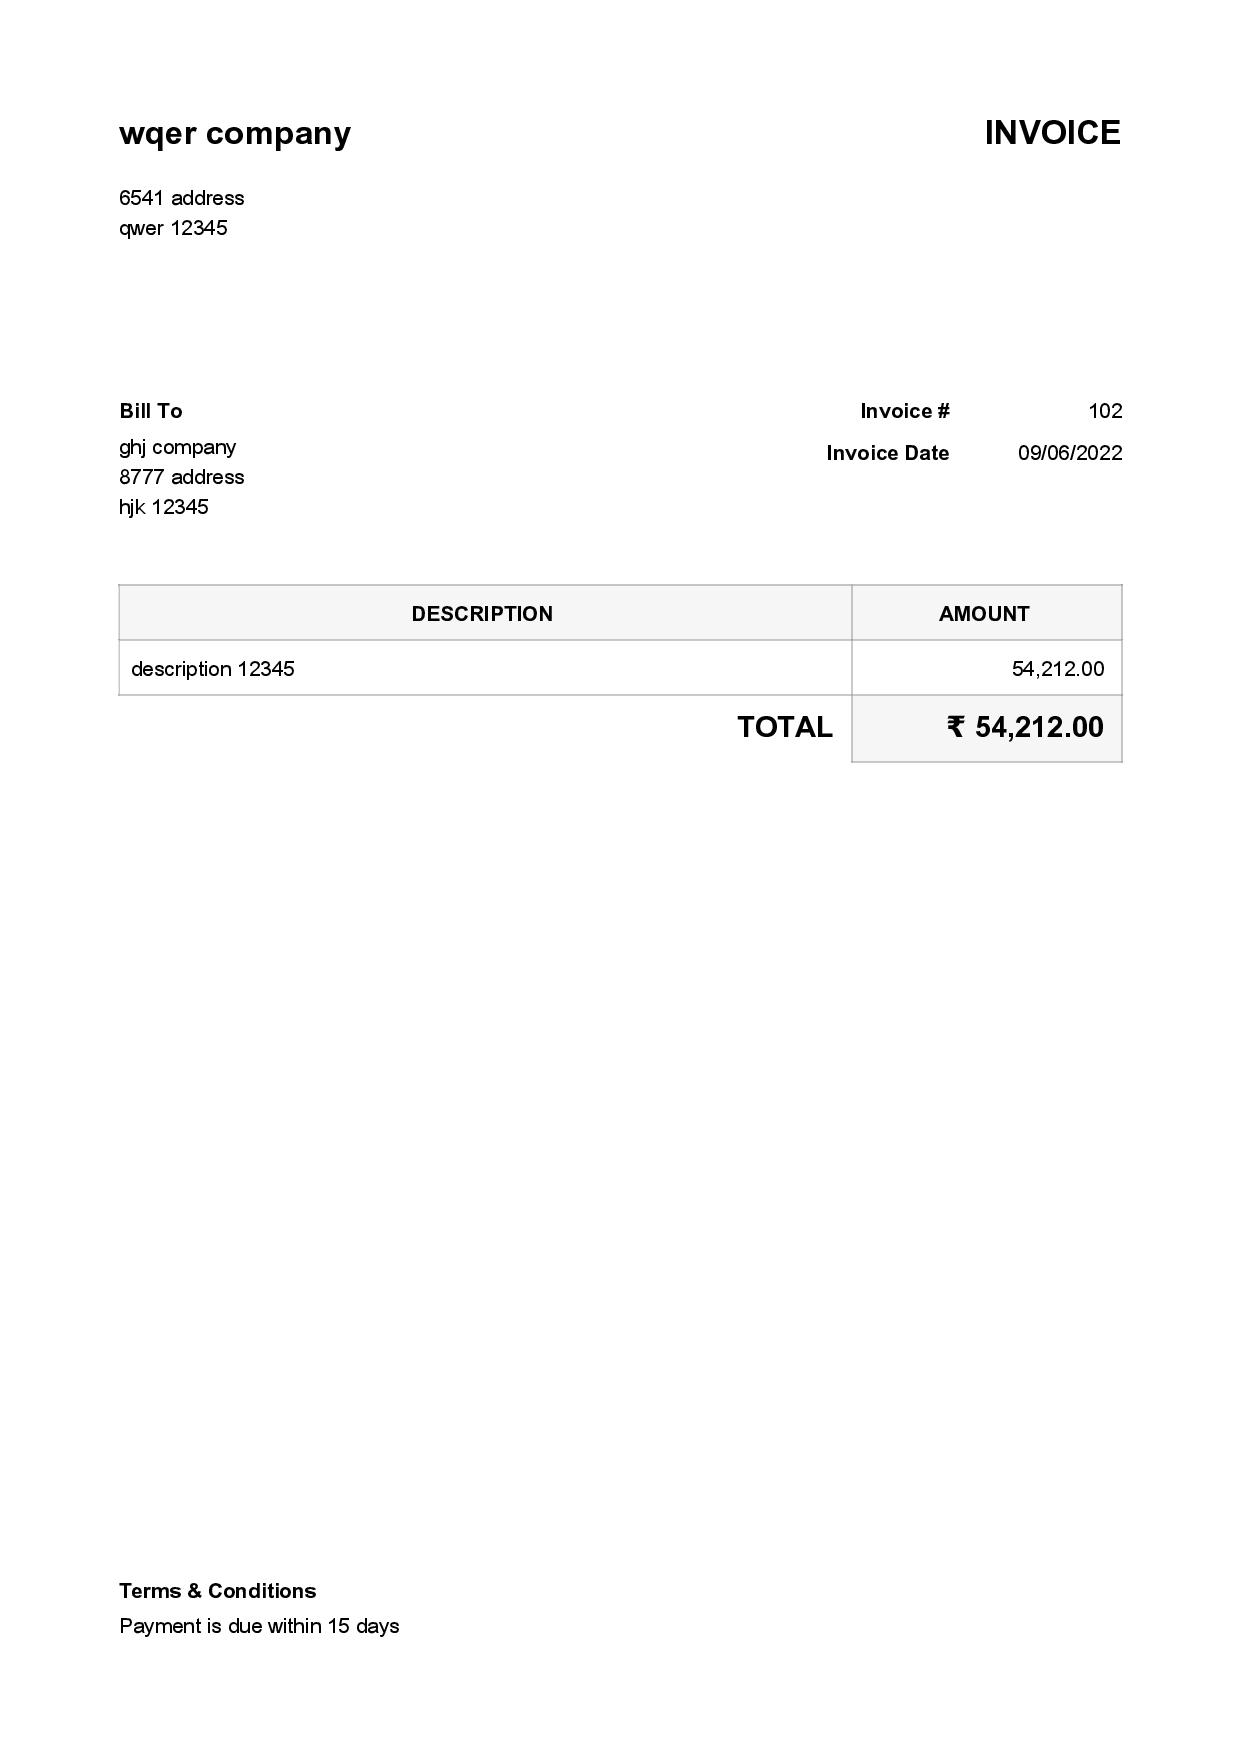 wqer company
INVOICE
6541 address
qwer 12345
Bill To
ghj company
8777 address
hjk 12345
Invoice # 102
Invoice Date 09/06/2022
DESCRIPTION AMOUNT
description 12345 54,212.00
TOTAL ₹ 54,212.00
Terms & Conditions
Payment is due within 15 days